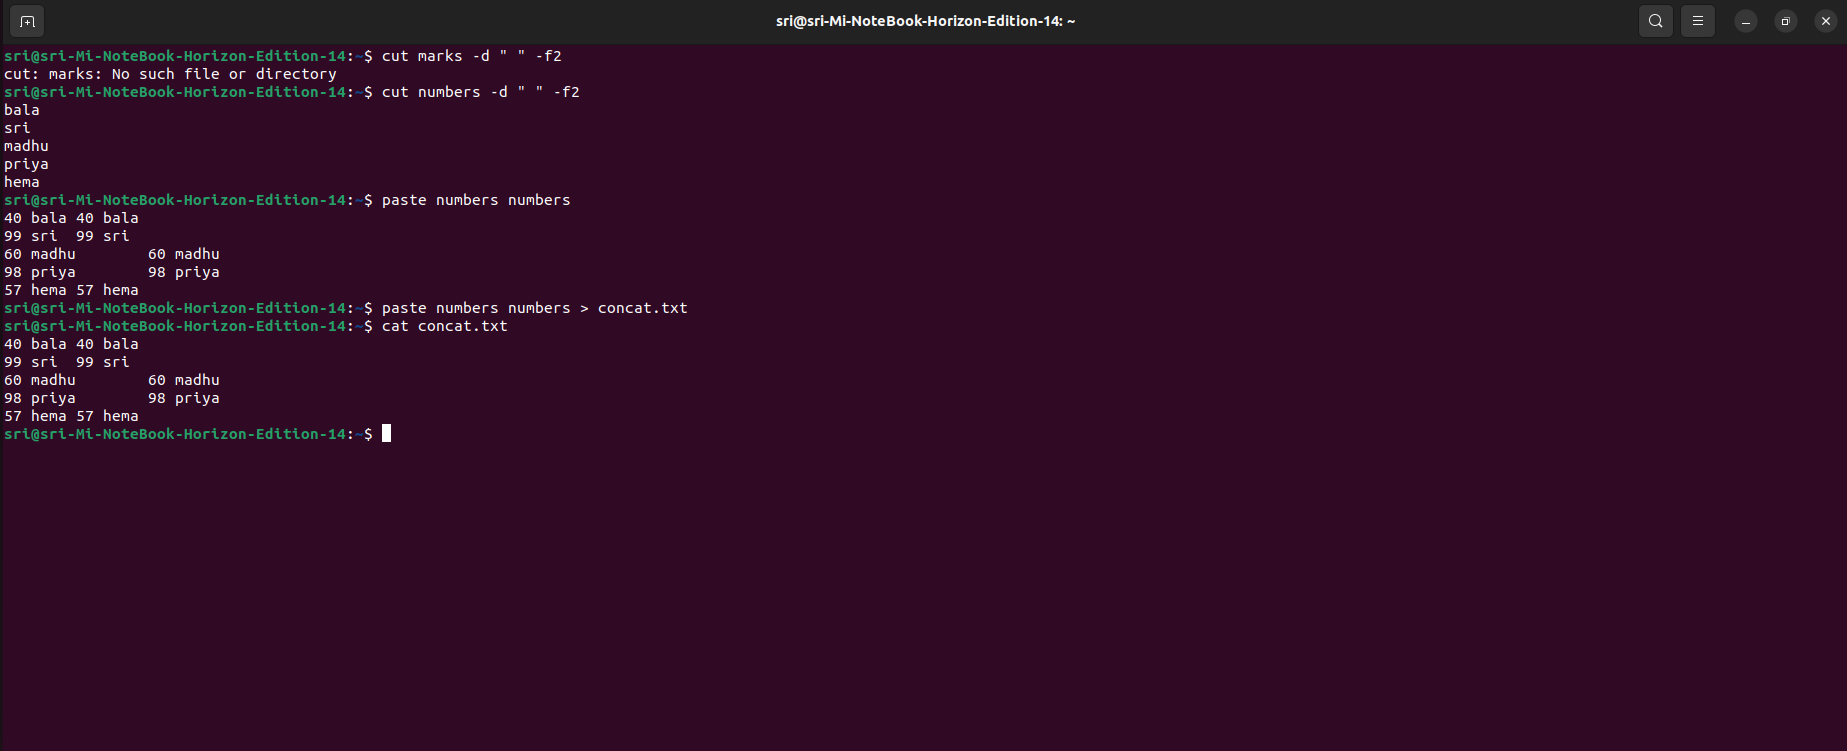 sri@sri-Mi-NoteBook-Horizon-Edition-14: ~
sri@sri-Mi-NoteBook-Horizon-Edition-14:~$ cut marks -d " " -f2
cut: marks: No such file or directory
sri@sri-Mi-NoteBook-Horizon-Edition-14:~$ cut numbers -d " " -f2
bala
sri
madhu
priya
hema
sri@sri-Mi-NoteBook-Horizon-Edition-14:~$ paste numbers numbers
40 bala 40 bala
99 sri  99 sri
60 madhu        60 madhu
98 priya        98 priya
57 hema 57 hema
sri@sri-Mi-NoteBook-Horizon-Edition-14:~$ paste numbers numbers > concat.txt
sri@sri-Mi-NoteBook-Horizon-Edition-14:~$ cat concat.txt
40 bala 40 bala
99 sri  99 sri
60 madhu        60 madhu
98 priya        98 priya
57 hema 57 hema
sri@sri-Mi-NoteBook-Horizon-Edition-14:~$